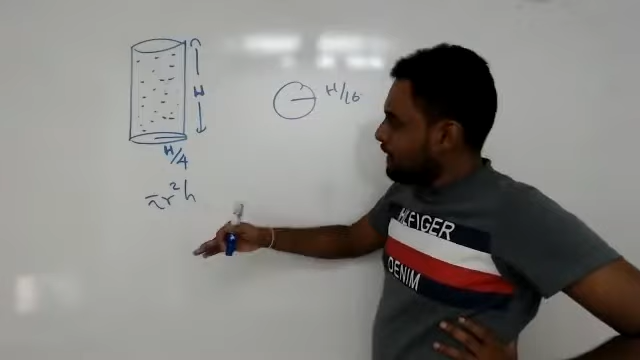 H
H/4
πr²h
H/16
HILFIGER
DENIM